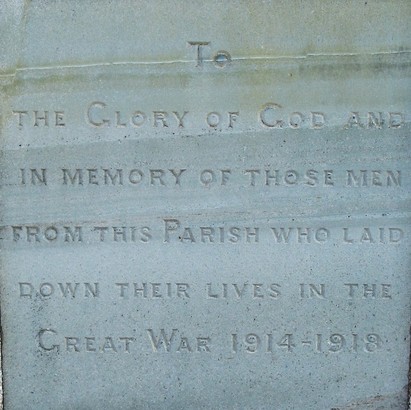 To
the Glory of God and
in memory of those men
from this Parish who laid
down their lives in the
Great War 1914-1918.